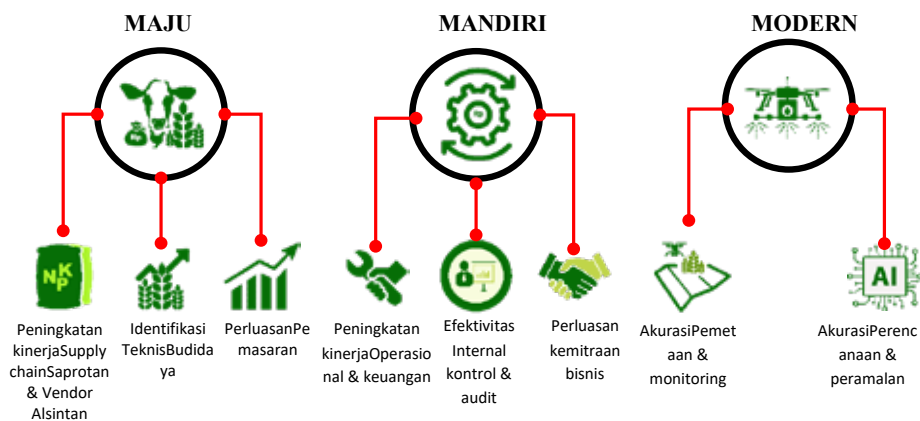 MAJU
MANDIRI
MODERN
NPK
Peningkatan
kinerjaSupply
chainSaprotan
& Vendor
Alsintan
Identifikasi
TeknisBudida
ya
PerluasanPe
masaran
Peningkatan
kinerjaOperasio
nal & keuangan
Efektivitas
Internal
kontrol &
audit
Perluasan
kemitraan
bisnis
AkurasiPemet
aan &
monitoring
AI
AkurasiPerenc
anaan &
peramalan